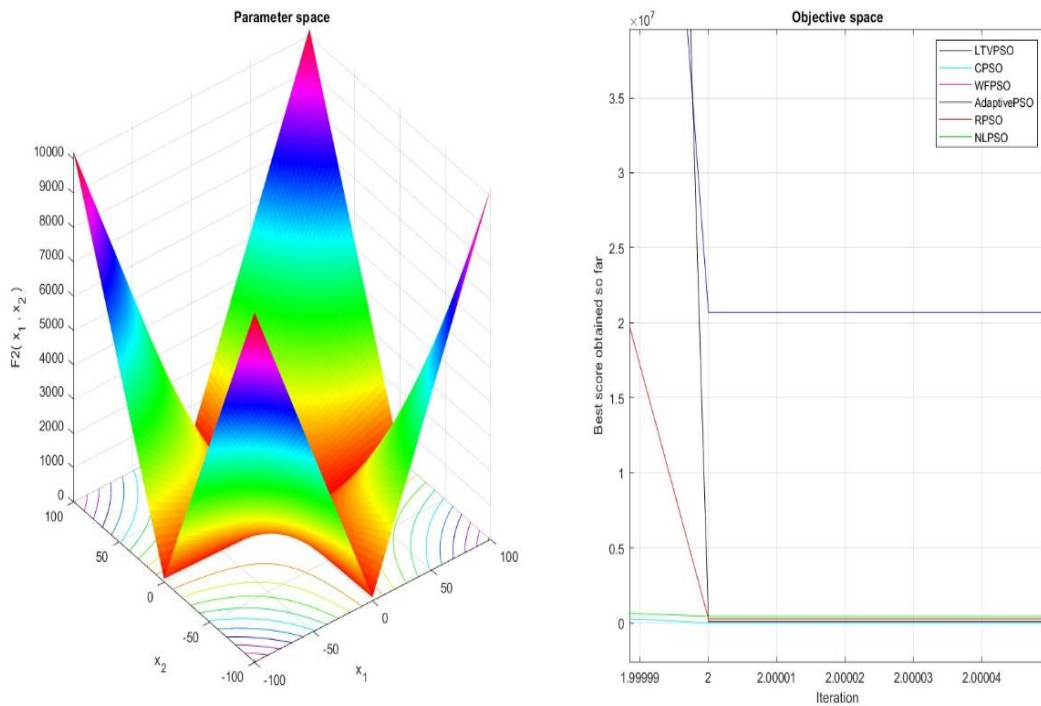 Parameter space
10000
9000
8000
7000
6000
5000
4000
3000
2000
1000
0
F2( x1 , x2 )
100
50
0
-50
-100
x2
-100
-50
0
50
100
x1
Objective space
×10^7
3.5
3
2.5
2
1.5
1
0.5
0
Best score obtained so far
1.99999
2
2.00001
2.00002
2.00003
2.00004
Iteration
LTVPSO
CPSO
WFPSO
AdaptivePSO
RPSO
NLPSO